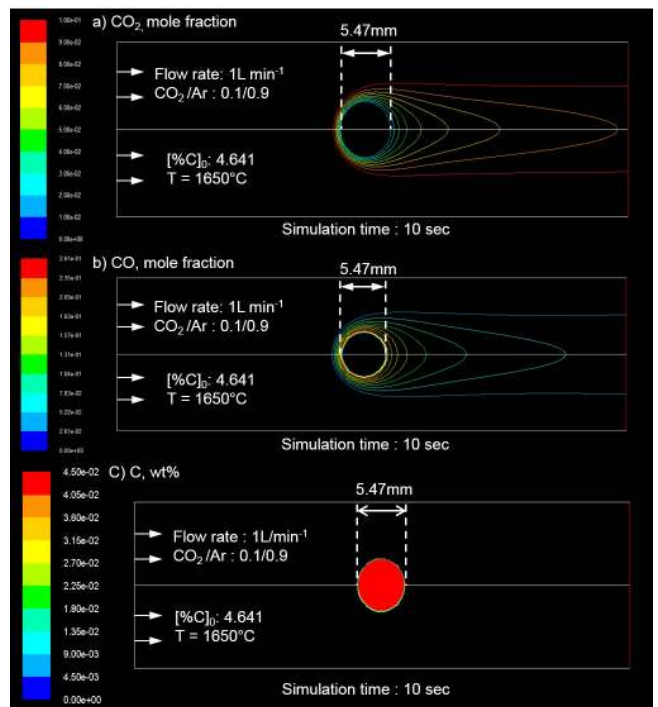 a) CO₂, mole fraction
5.47mm
Flow rate: 1L min⁻¹
CO₂/Ar : 0.1/0.9
[%C]₀: 4.641
T = 1650°C
Simulation time : 10 sec
b) CO, mole fraction
5.47mm
Flow rate: 1L min⁻¹
CO₂/Ar : 0.1/0.9
[%C]₀: 4.641
T = 1650°C
Simulation time : 10 sec
C) C, wt%
4.50e-02
4.05e-02
3.60e-02
3.15e-02
2.70e-02
2.25e-02
1.80e-02
1.35e-02
9.00e-03
4.50e-03
0.00e+00
5.47mm
Flow rate : 1L/min⁻¹
CO₂/Ar : 0.1/0.9
[%C]₀: 4.641
T = 1650°C
Simulation time : 10 sec